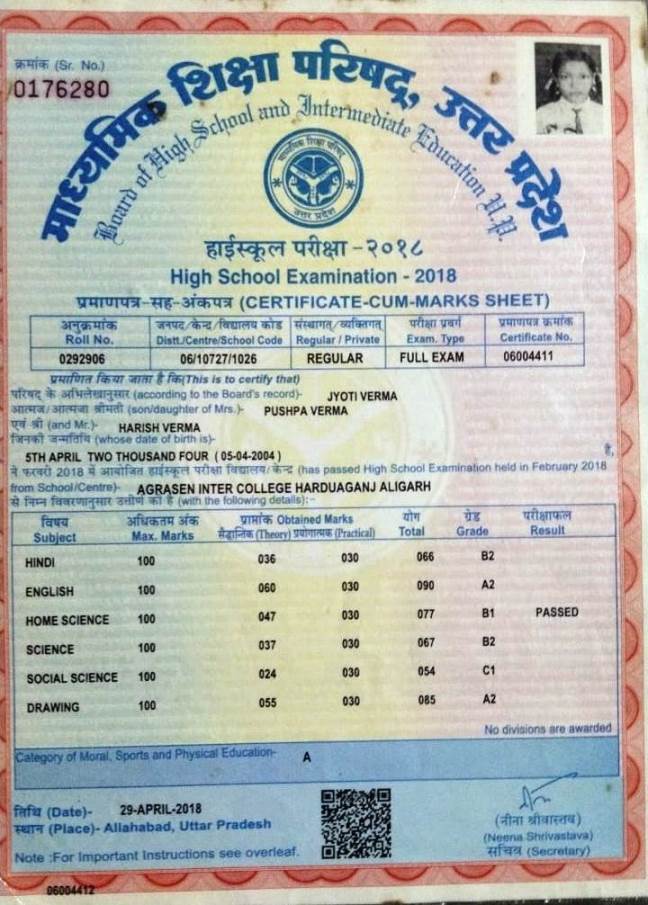 क्रमांक (Sr. No.)
0176280
माध्यमिक शिक्षा परिषद्, उत्तर प्रदेश
Board of High School and Intermediate Education U.P.
माध्यमिक शिक्षा परिषद्
उत्तर प्रदेश
हाईस्कूल परीक्षा - २०१८
High School Examination - 2018
प्रमाणपत्र-सह-अंकपत्र (CERTIFICATE-CUM-MARKS SHEET)
अनुक्रमांक जनपद/केन्द्र/विद्यालय कोड संस्थागत्/व्यक्तिगत् परीक्षा प्रवर्ग प्रमाणपत्र क्रमांक
Roll No. Distt./Centre/School Code Regular / Private Exam. Type Certificate No.
0292906 06/10727/1026 REGULAR FULL EXAM 06004411
प्रमाणित किया जाता है कि(This is to certify that)
परिषद् के अभिलेखानुसार (according to the Board's record)- JYOTI VERMA
आत्मज/आत्मजा श्रीमती (son/daughter of Mrs.)- PUSHPA VERMA
एवं श्री (and Mr.)- HARISH VERMA
जिनकी जन्मतिथि (whose date of birth is)-
5TH APRIL TWO THOUSAND FOUR ( 05-04-2004 ) है,
ने फरवरी 2018 में आयोजित हाईस्कूल परीक्षा विद्यालय/केन्द्र (has passed High School Examination held in February 2018
from School/Centre)- AGRASEN INTER COLLEGE HARDUAGANJ ALIGARH
से निम्न विवरणानुसार उत्तीर्ण की है (with the following details):-
विषय अधिकतम अंक प्राप्तांक Obtained Marks योग ग्रेड परीक्षाफल
Subject Max. Marks सैद्धान्तिक (Theory) प्रयोगात्मक (Practical) Total Grade Result
HINDI 100 036 030 066 B2
ENGLISH 100 060 030 090 A2
HOME SCIENCE 100 047 030 077 B1 PASSED
SCIENCE 100 037 030 067 B2
SOCIAL SCIENCE 100 024 030 054 C1
DRAWING 100 055 030 085 A2
No divisions are awarded
Category of Moral, Sports and Physical Education- A
तिथि (Date)- 29-APRIL-2018
स्थान (Place)- Allahabad, Uttar Pradesh
(नीना श्रीवास्तव)
(Neena Shrivastava)
सचिव (Secretary)
Note :For Important Instructions see overleaf.
06004412